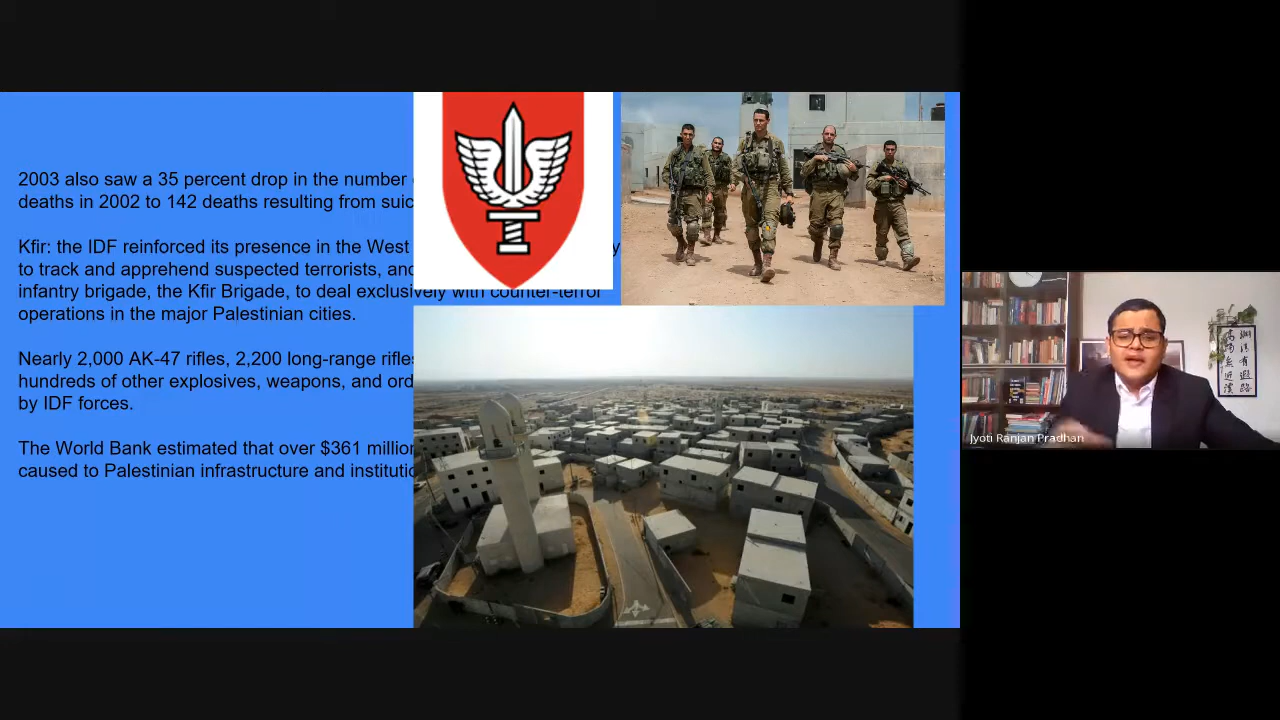 2003 also saw a 35 percent drop in the number
deaths in 2002 to 142 deaths resulting from suic
Kfir: the IDF reinforced its presence in the West
to track and apprehend suspected terrorists, and
infantry brigade, the Kfir Brigade, to deal exclusively with counter-terror
operations in the major Palestinian cities.
Nearly 2,000 AK-47 rifles, 2,200 long-range rifles
hundreds of other explosives, weapons, and ord
by IDF forces.
The World Bank estimated that over $361 million
caused to Palestinian infrastructure and institutio
Jyoti Ranjan Pradhan